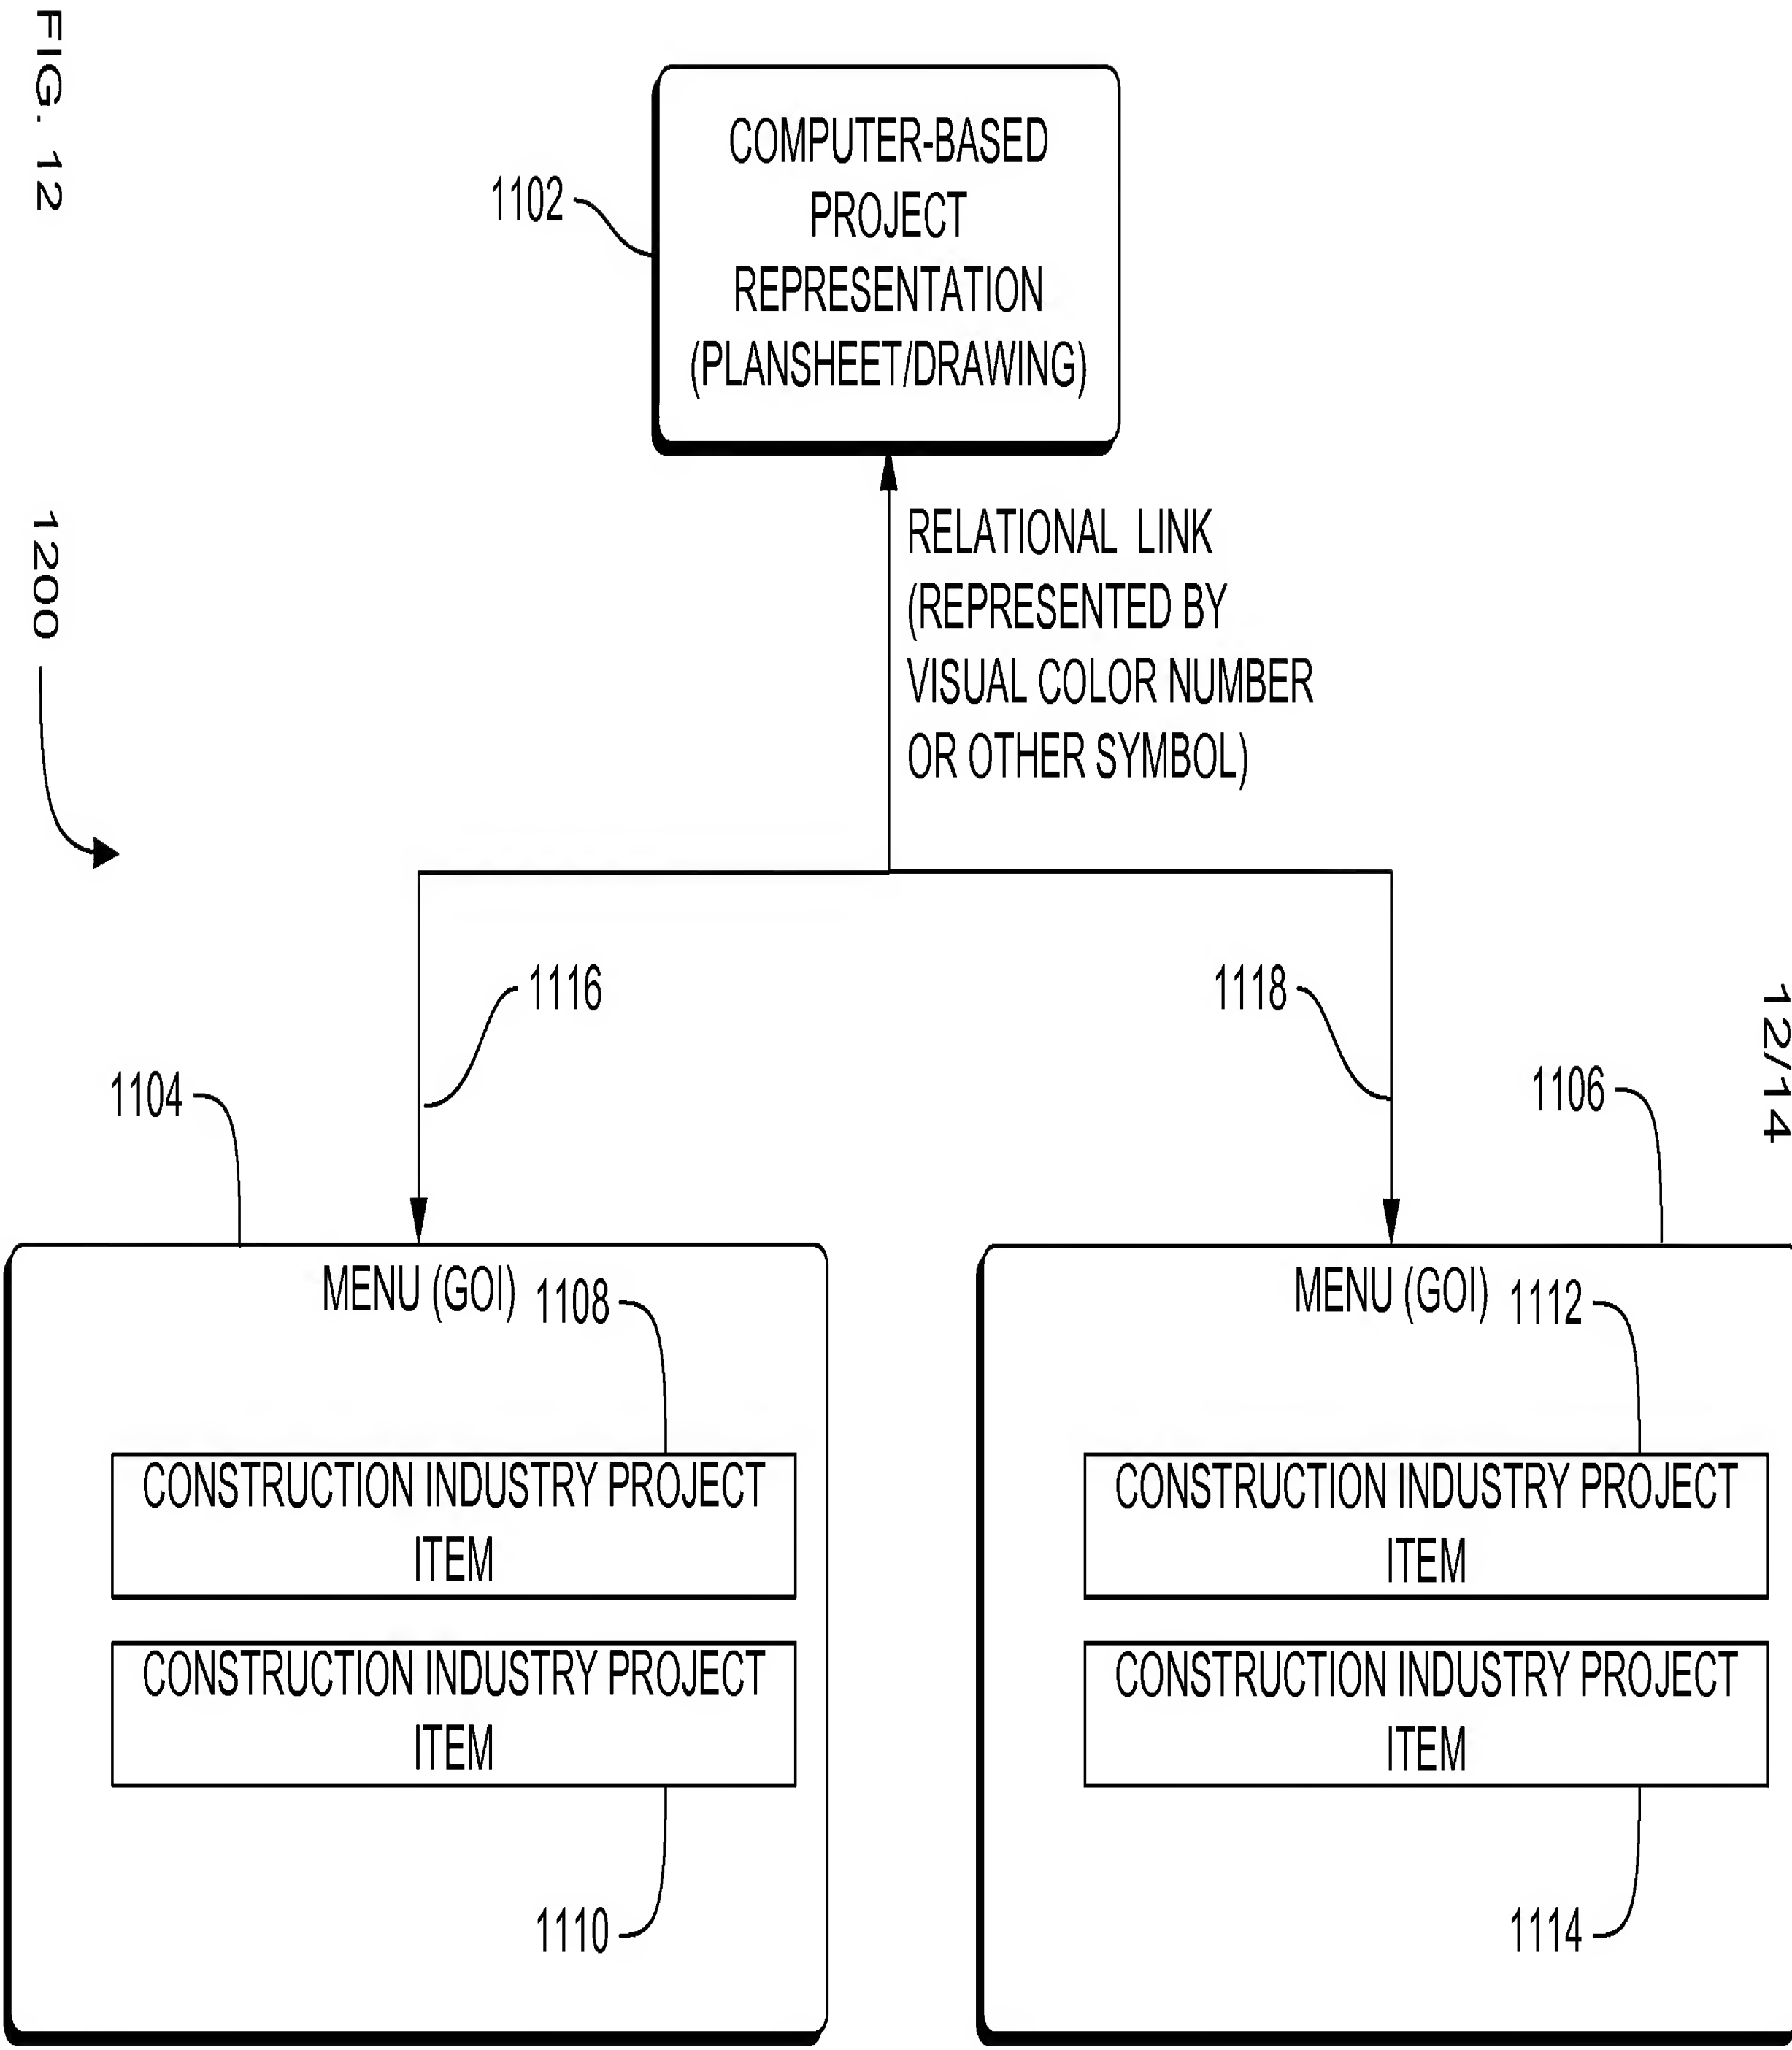 12/14
COMPUTER-BASED
PROJECT
REPRESENTATION
(PLANSHEET/DRAWING)
1102
RELATIONAL LINK
(REPRESENTED BY
VISUAL COLOR NUMBER
OR OTHER SYMBOL)
1116
1118
1104
1106
MENU (GOI)
1108
CONSTRUCTION INDUSTRY PROJECT
ITEM
CONSTRUCTION INDUSTRY PROJECT
ITEM
1110
MENU (GOI)
1112
CONSTRUCTION INDUSTRY PROJECT
ITEM
CONSTRUCTION INDUSTRY PROJECT
ITEM
1114
1200
FIG. 12